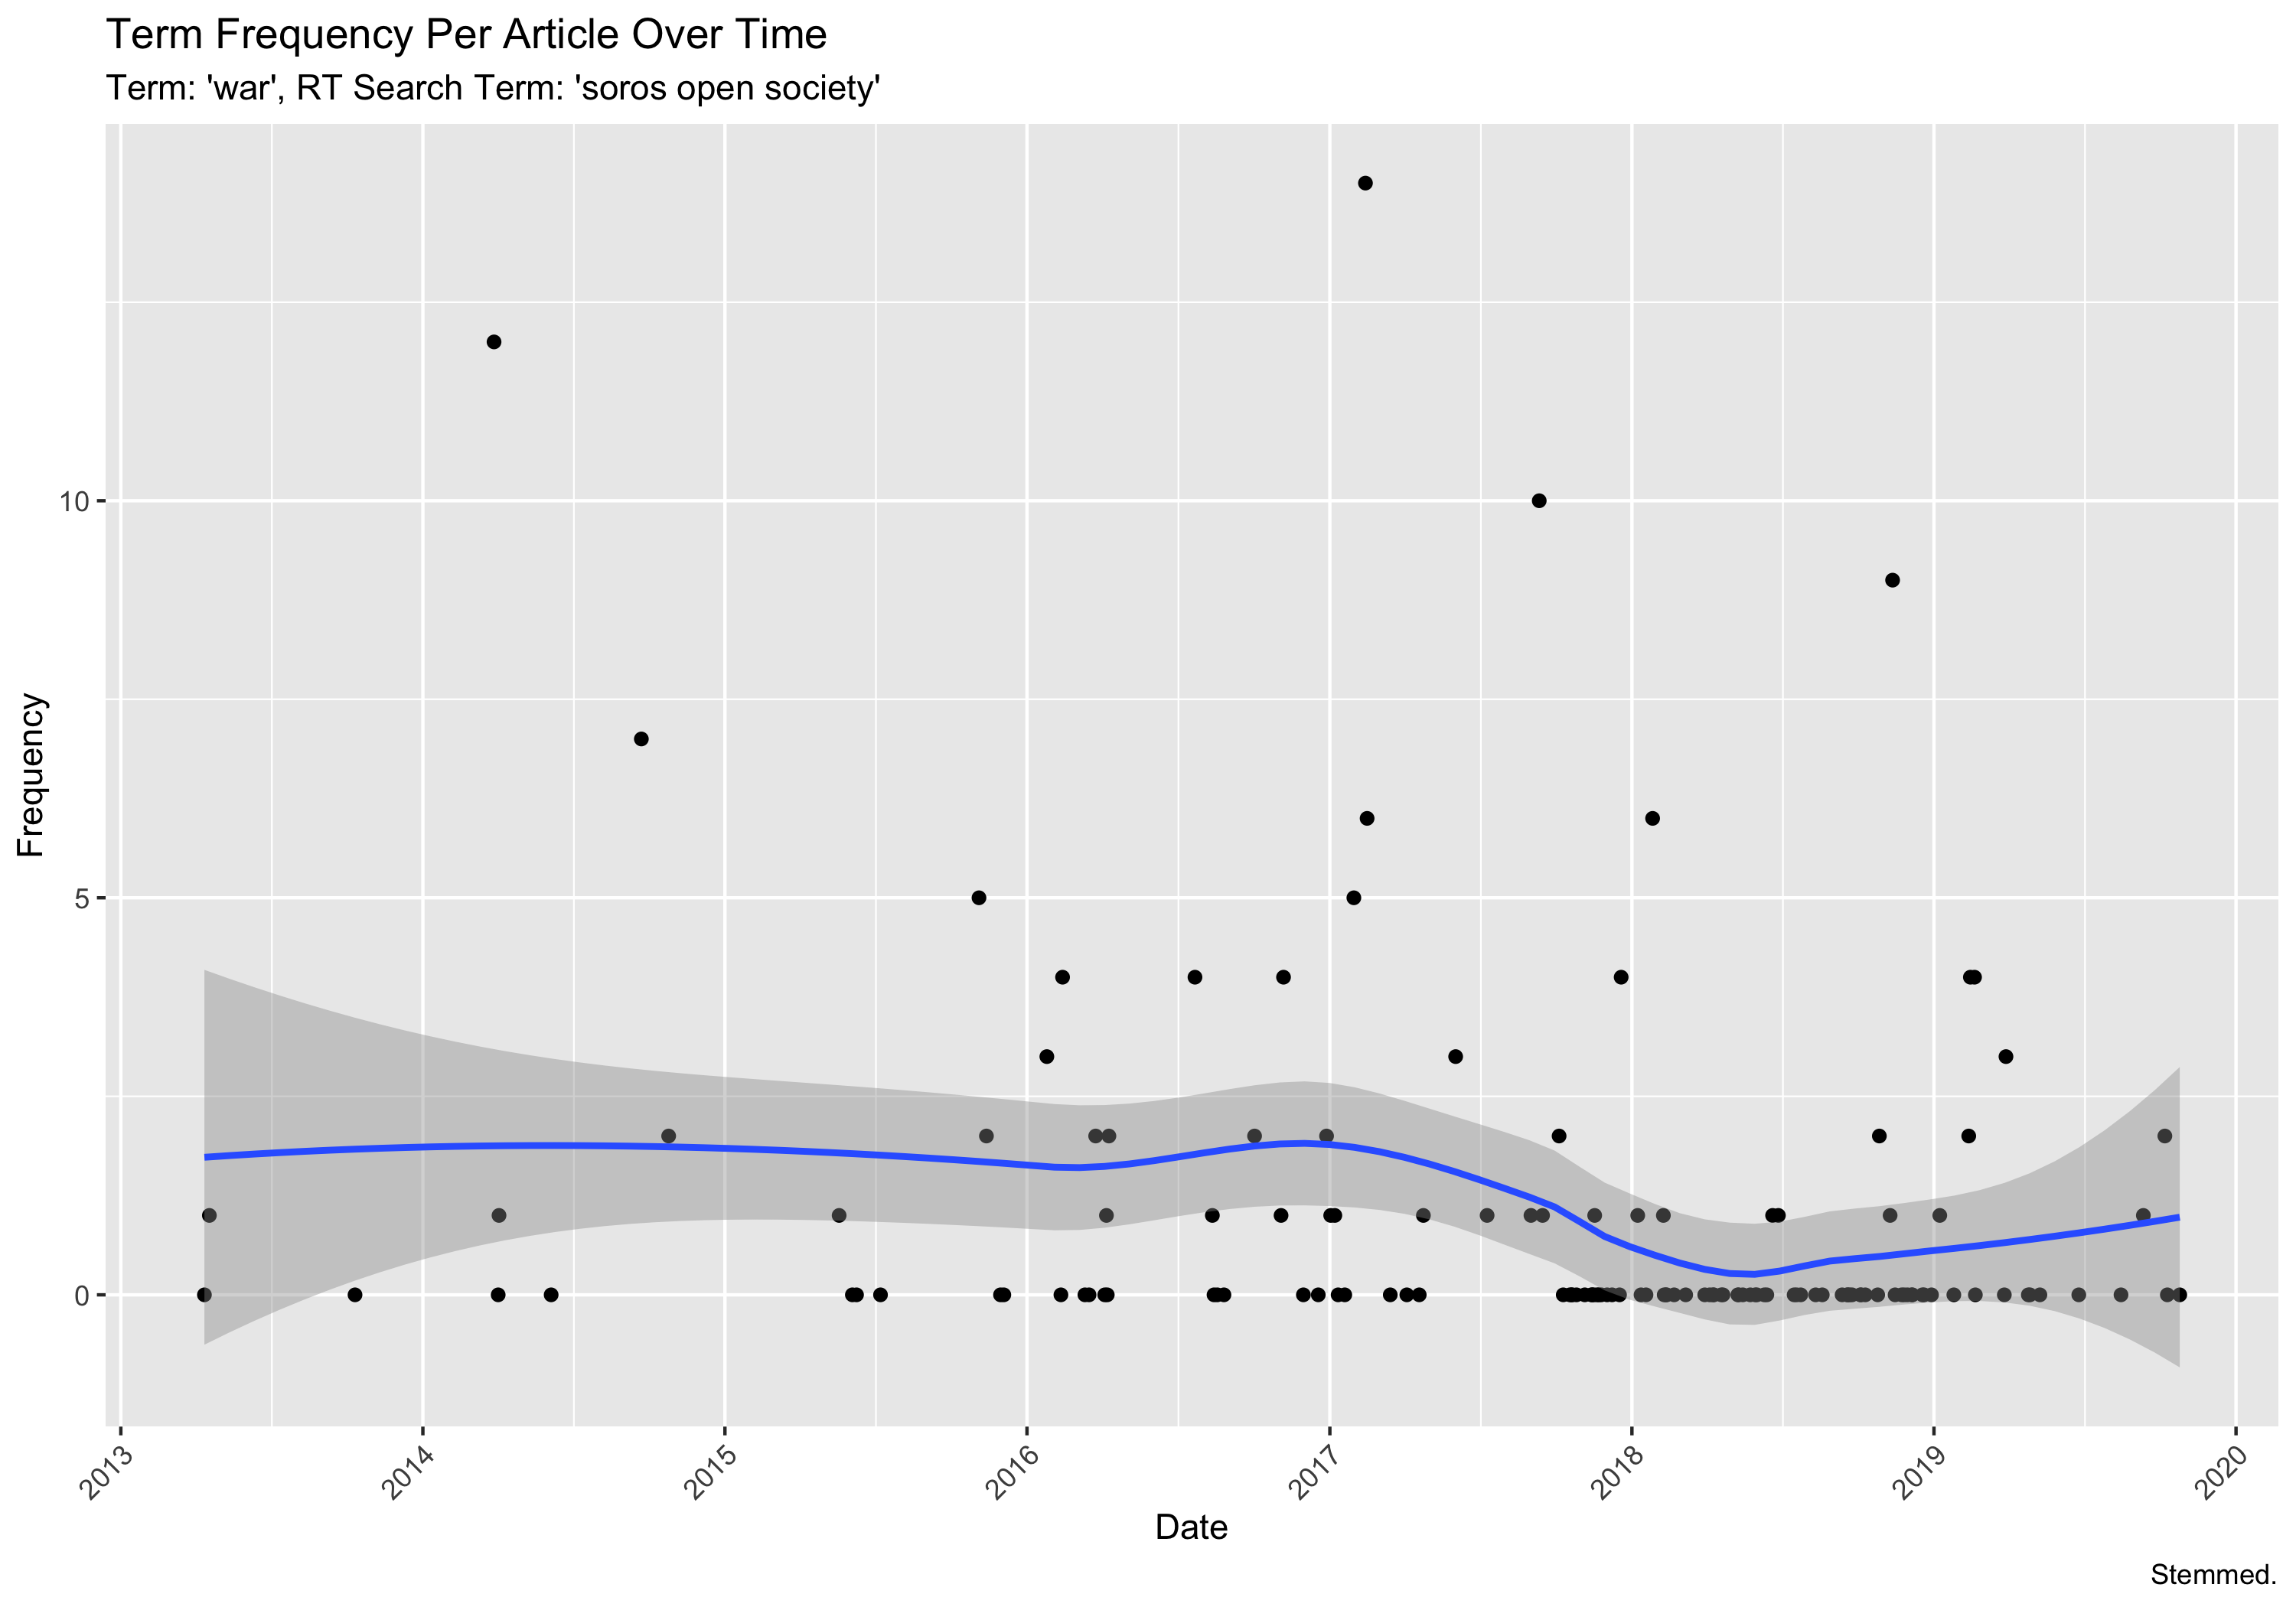 Term Frequency Per Article Over Time
Term: 'war', RT Search Term: 'soros open society'
Frequency
10
5
0
2013
2014
2015
2016
2017
2018
2019
2020
Date
Stemmed.